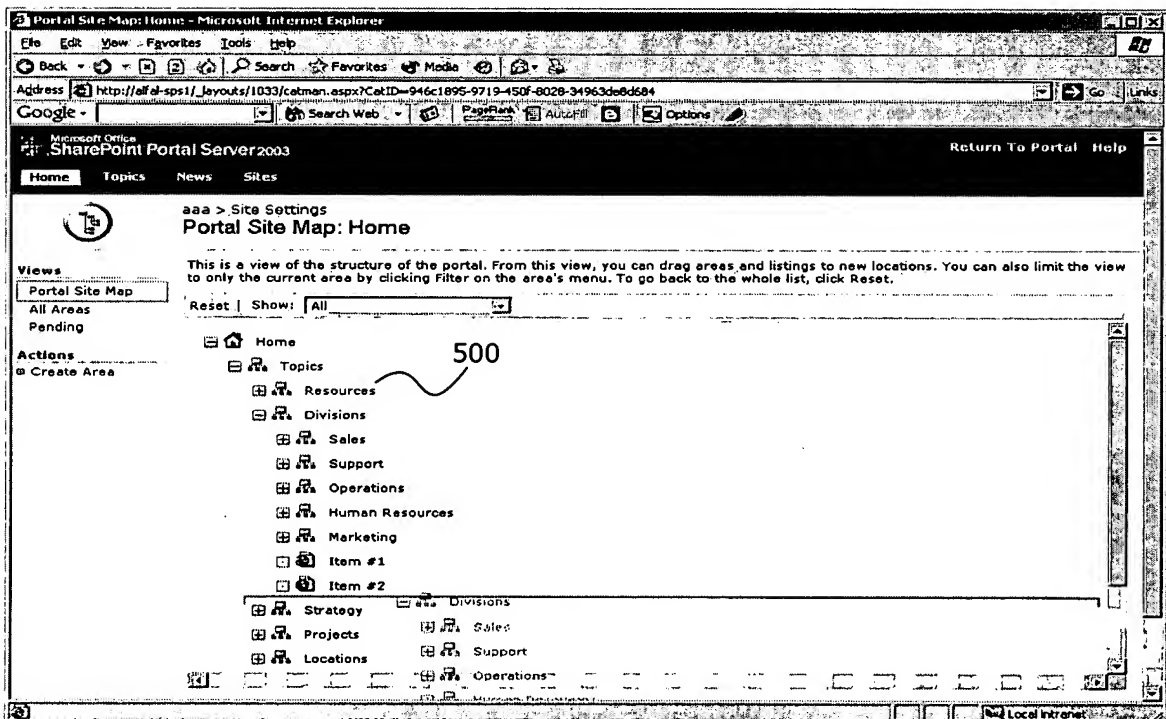 Portal Site Map: Home - Microsoft Internet Explorer
File Edit View Favorites Tools Help
Back Search Favorites Media
Address http://alfal-sps1/_layouts/1033/catman.aspx?CatID=946c1895-9719-450f-8028-34963de8d684 Go Links
Google - Search Web - PageRank AutoFill Options
Microsoft Office
SharePoint Portal Server 2003 Return To Portal Help
Home Topics News Sites
aaa > Site Settings
Portal Site Map: Home
This is a view of the structure of the portal. From this view, you can drag areas and listings to new locations. You can also limit the view
to only the current area by clicking Filter on the area's menu. To go back to the whole list, click Reset.
Views
Portal Site Map
All Areas
Pending
Actions
Create Area
Reset | Show: All
Home
500
Topics
Resources
Divisions
Sales
Support
Operations
Human Resources
Marketing
Item #1
Item #2
Strategy
Projects
Locations
Divisions
Sales
Support
Operations
Human Resources
Local intranet